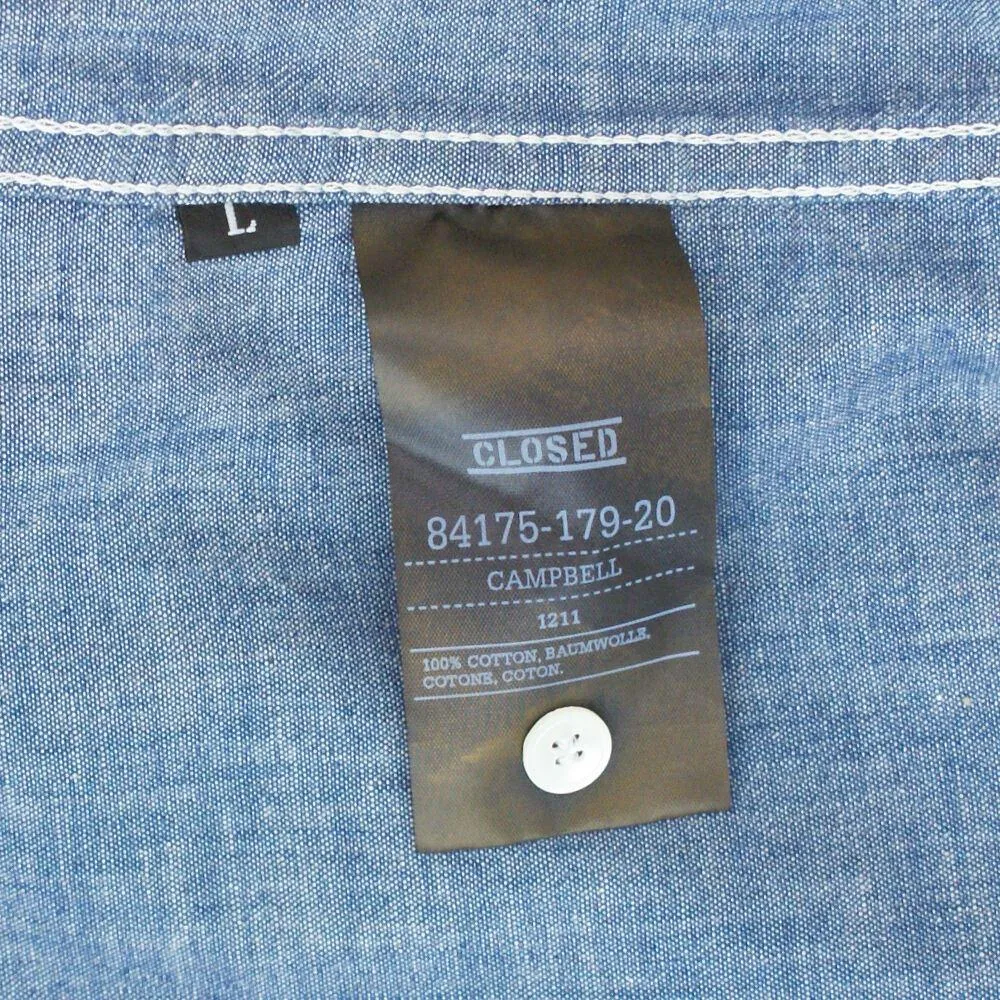 L
CLOSED
84175-179-20
CAMPBELL
1211
100% COTTON, BAUMWOLLE,
COTONE, COTON.